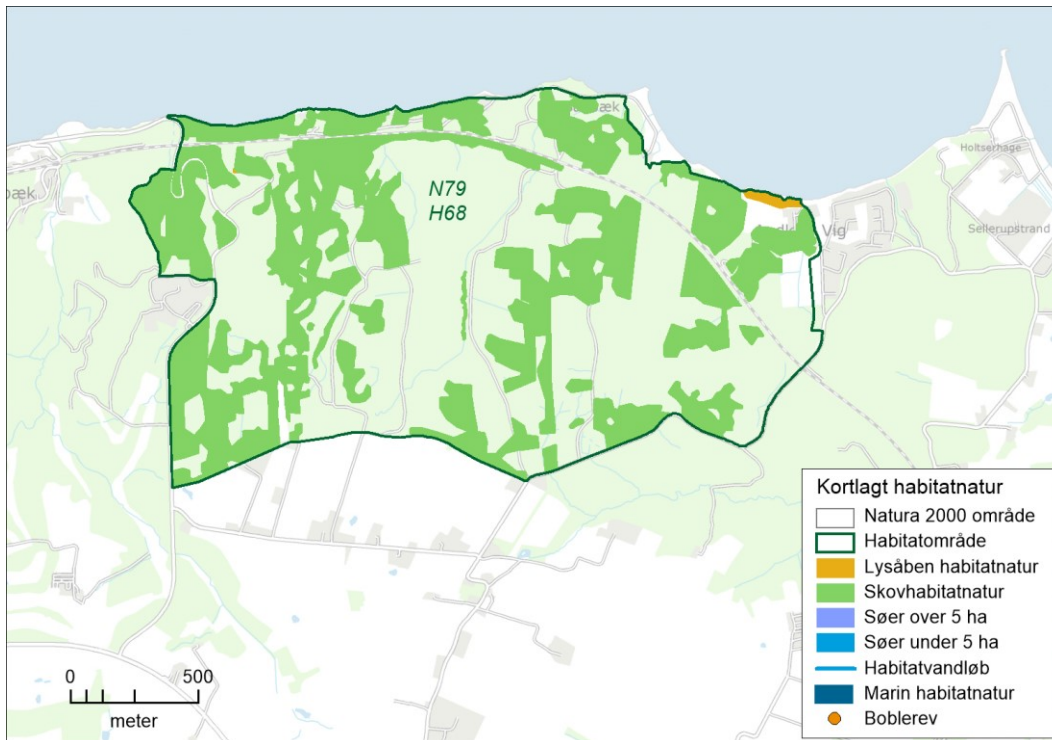 N79
H68
Holtserhage
Vig
Sellerupstrand
Kortlagt habitatnatur
Natura 2000 område
Habitatområde
Lysåben habitatnatur
Skovhabitatnatur
Søer over 5 ha
Søer under 5 ha
Habitatvandløb
Marin habitatnatur
Boblerev
0 500
meter